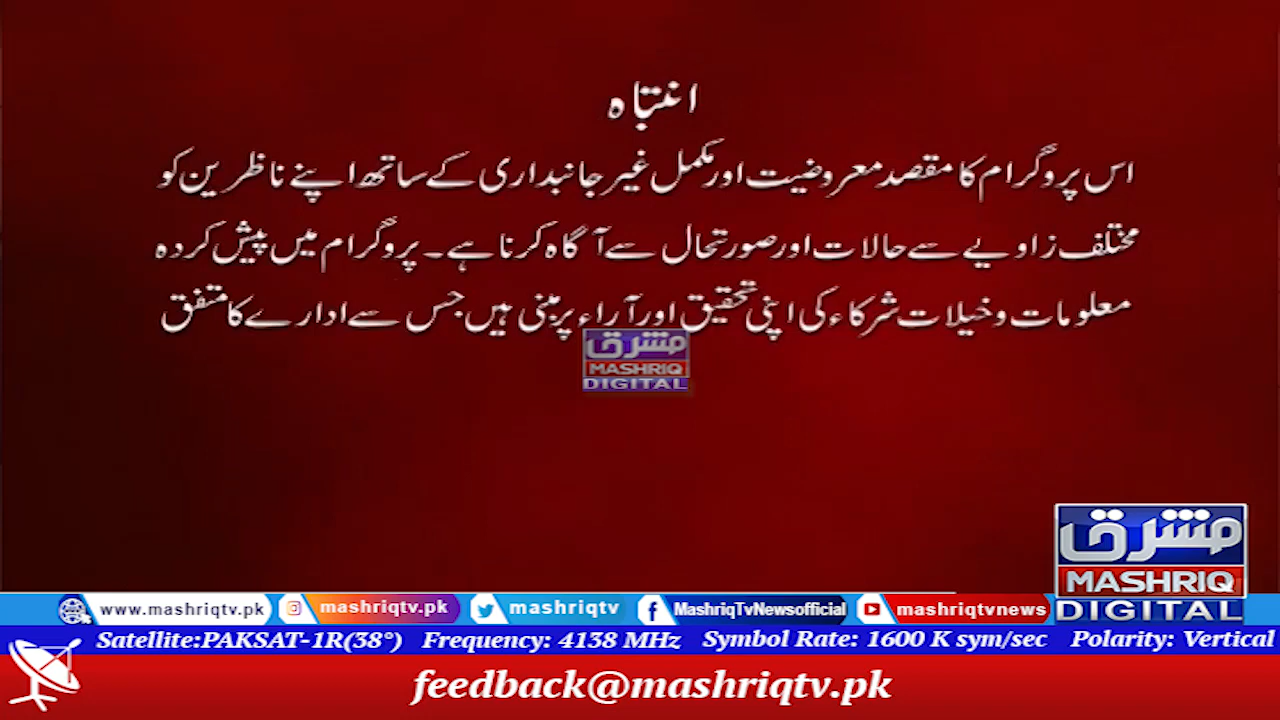 انتباہ
اس پروگرام کا مقصد معروضیت اور مکمل غیر جانبداری کے ساتھ اپنے ناظرین کو
مختلف زاویے سے حالات اور صورتحال سے آگاہ کرنا ہے۔ پروگرام میں پیش کردہ
معلومات و خیلات شرکاء کی اپنی تحقیق اور آراء پر مبنی ہیں جس سے ادارے کا متفق
مشرق
MASHRIQ
DIGITAL
مشرق
MASHRIQ
DIGITAL
www.mashriqtv.pk mashriqtv.pk mashriqtv MashriqTvNewsofficial mashriqtvnews
Satellite:PAKSAT-1R(38°) Frequency: 4138 MHz Symbol Rate: 1600 K sym/sec Polarity: Vertical
feedback@mashriqtv.pk